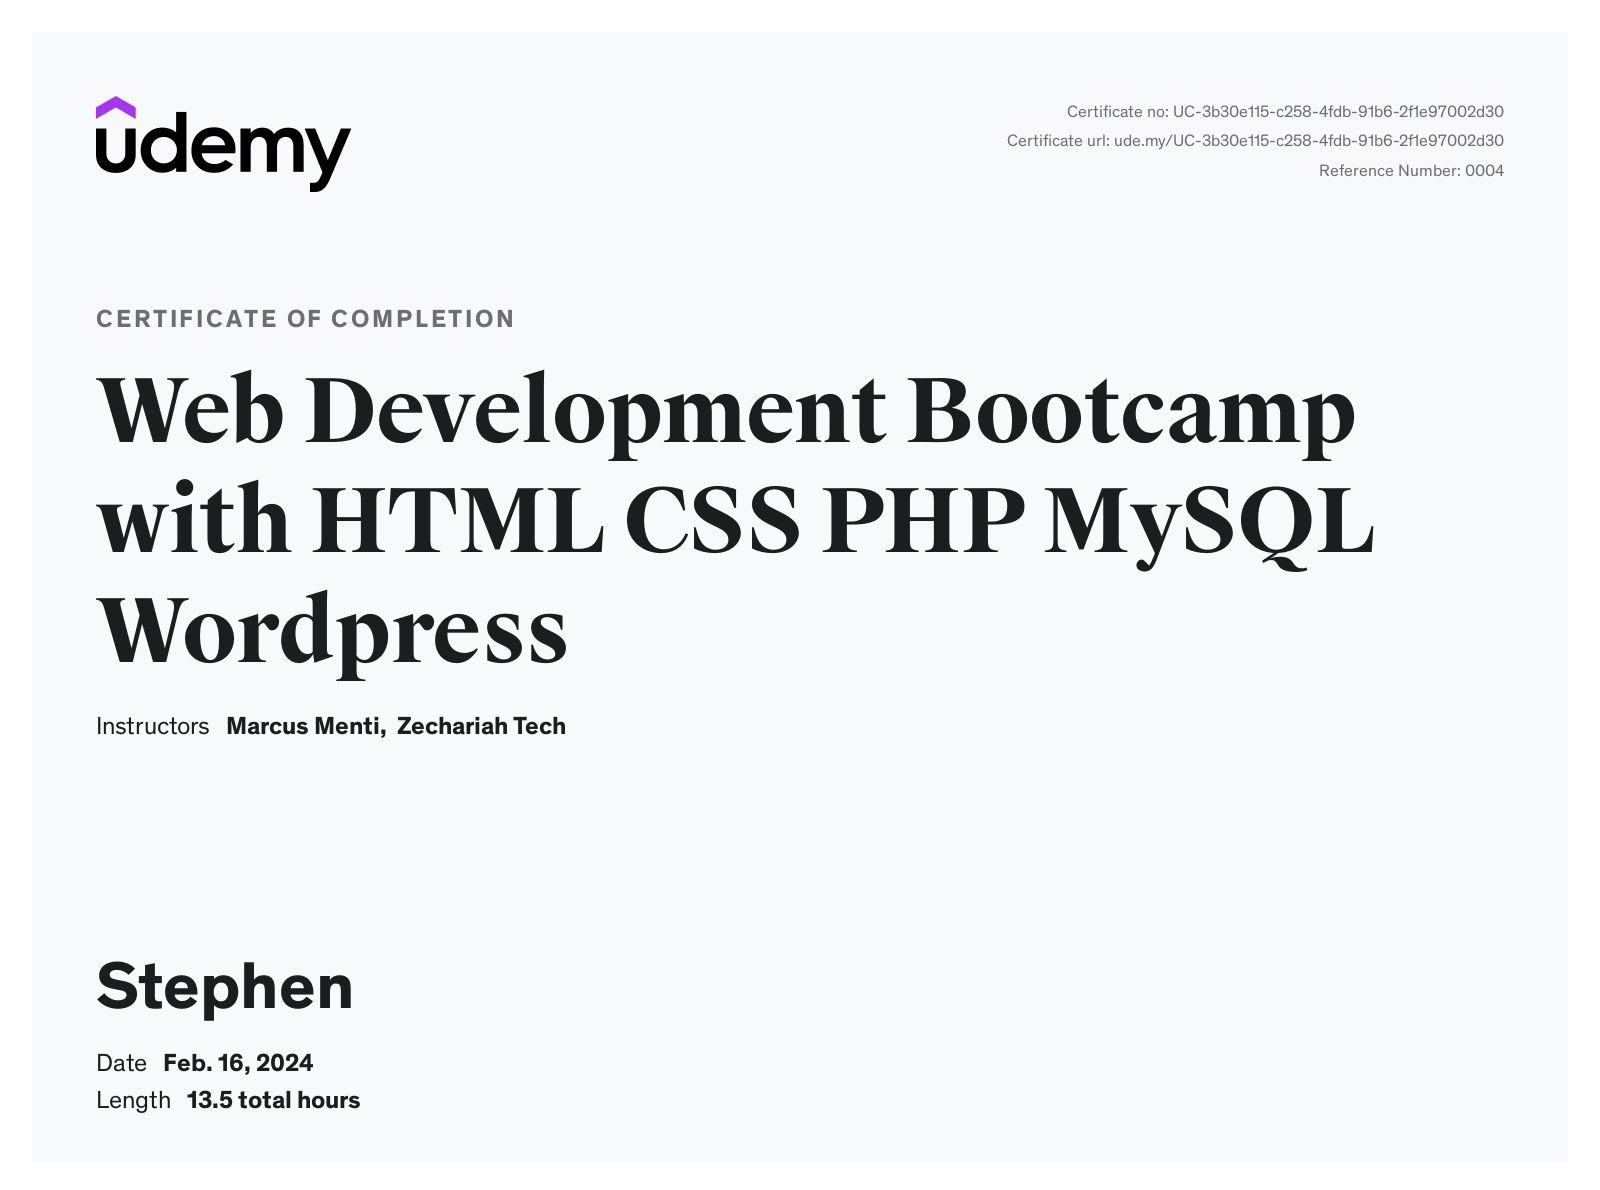 udemy
Certificate no: UC-3b30e115-c258-4fdb-91b6-2f1e97002d30
Certificate url: ude.my/UC-3b30e115-c258-4fdb-91b6-2f1e97002d30
Reference Number: 0004
CERTIFICATE OF COMPLETION
Web Development Bootcamp
with HTML CSS PHP MySQL
Wordpress
Instructors Marcus Menti, Zechariah Tech
Stephen
Date Feb. 16, 2024
Length 13.5 total hours